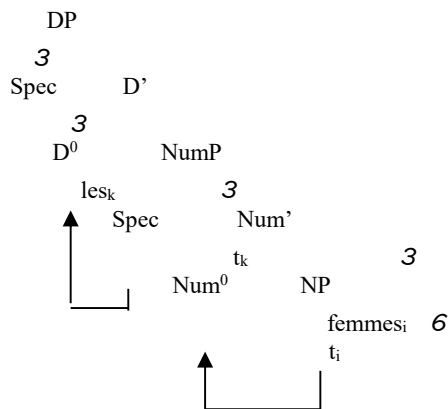 DP
3
Spec D’
3
D⁰ NumP
lesₖ 3
Spec Num’
tₖ 3
Num⁰ NP
femmesᵢ 6
tᵢ